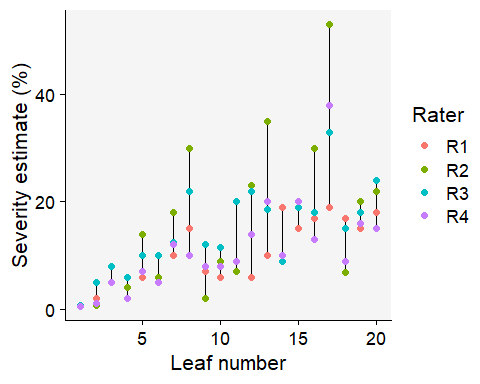 Severity estimate (%)
40
20
0
5
10
15
20
Leaf number
Rater
R1
R2
R3
R4